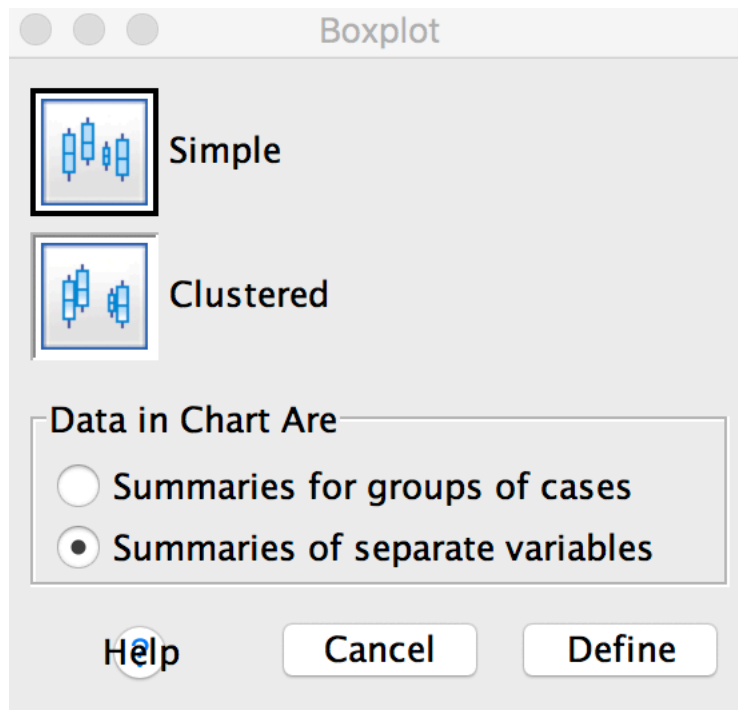 Boxplot
Simple
Clustered
Data in Chart Are
Summaries for groups of cases
Summaries of separate variables
Help Cancel Define